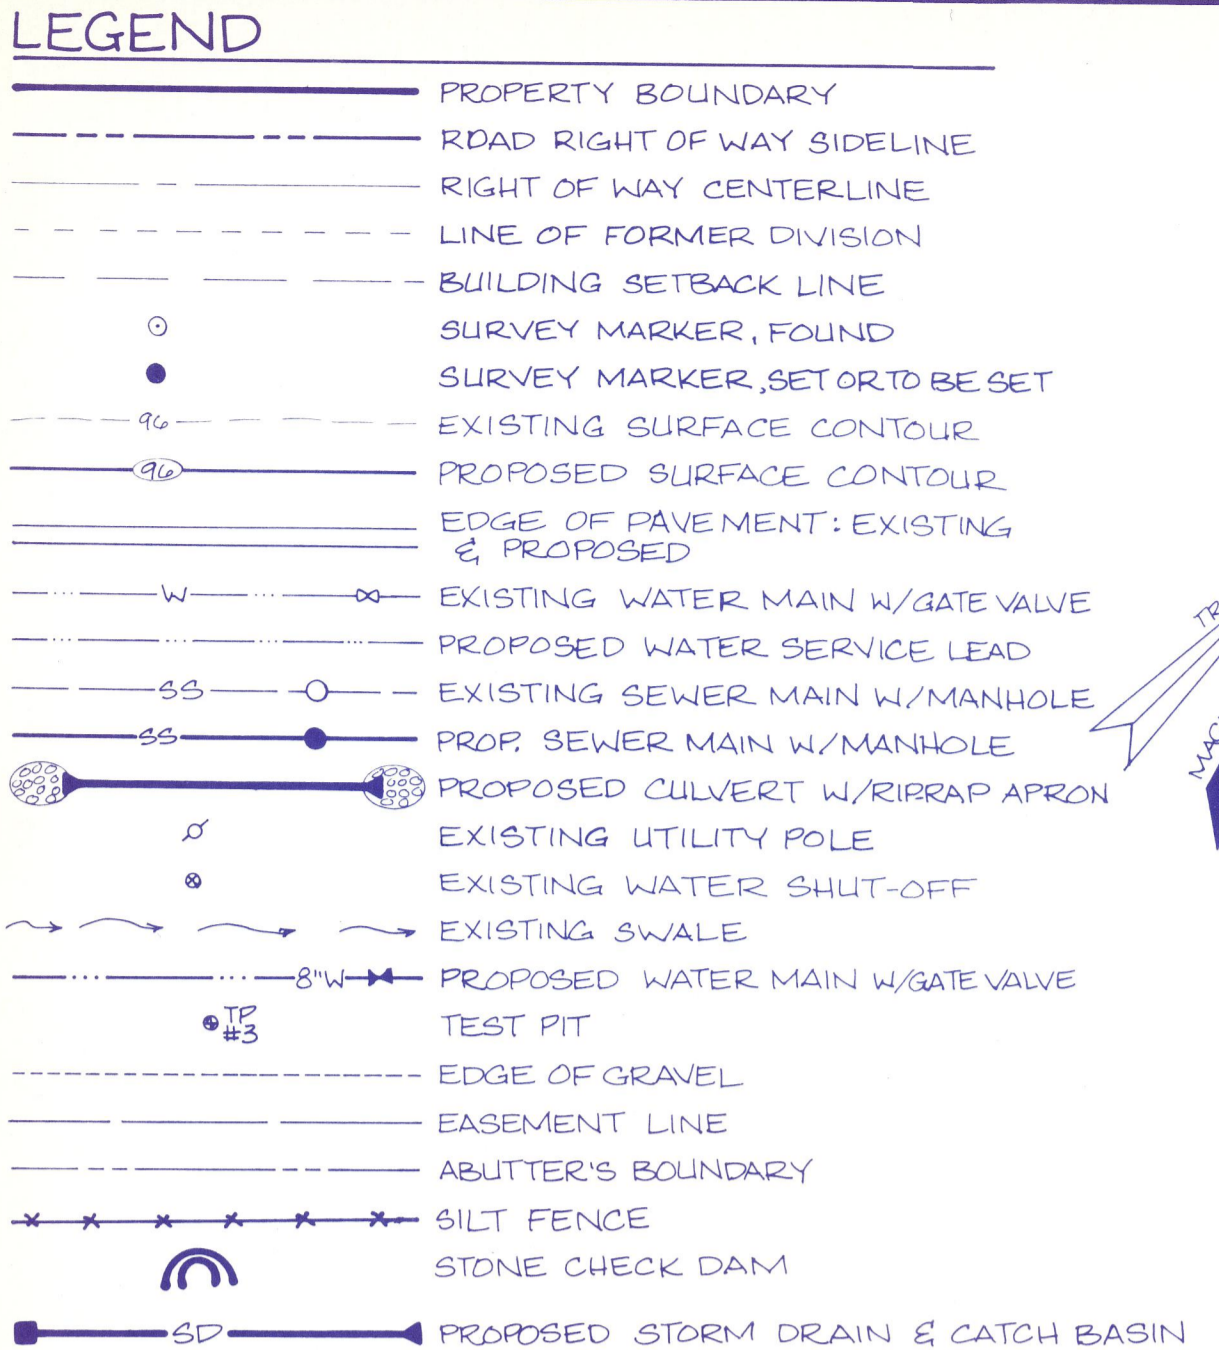 LEGEND
PROPERTY BOUNDARY
ROAD RIGHT OF WAY SIDELINE
RIGHT OF WAY CENTERLINE
LINE OF FORMER DIVISION
BUILDING SETBACK LINE
SURVEY MARKER, FOUND
SURVEY MARKER, SET OR TO BE SET
96 EXISTING SURFACE CONTOUR
96 PROPOSED SURFACE CONTOUR
EDGE OF PAVEMENT: EXISTING
& PROPOSED
W EXISTING WATER MAIN W/GATE VALVE
PROPOSED WATER SERVICE LEAD
SS EXISTING SEWER MAIN W/MANHOLE
SS PROP. SEWER MAIN W/MANHOLE
PROPOSED CULVERT W/RIPRAP APRON
EXISTING UTILITY POLE
EXISTING WATER SHUT-OFF
EXISTING SWALE
8"W PROPOSED WATER MAIN W/GATE VALVE
TP
#3 TEST PIT
EDGE OF GRAVEL
EASEMENT LINE
ABUTTER'S BOUNDARY
SILT FENCE
STONE CHECK DAM
SD PROPOSED STORM DRAIN & CATCH BASIN